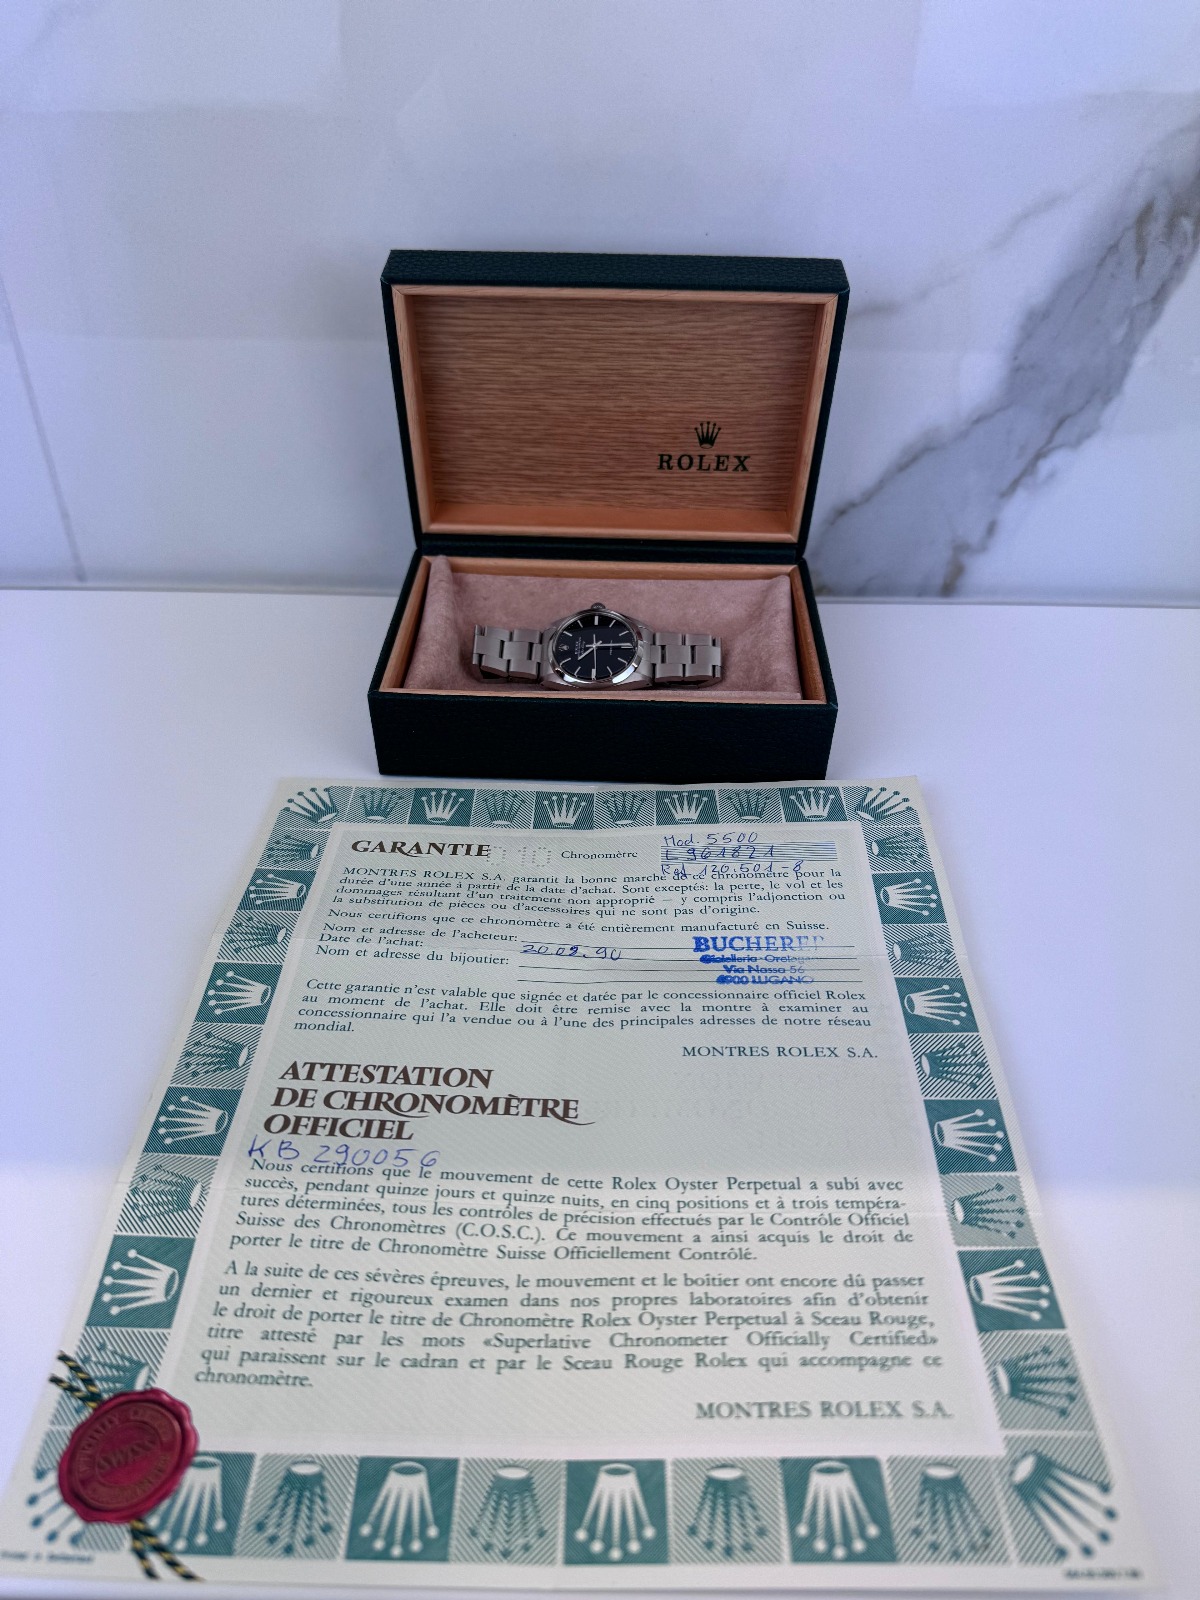 ROLEX
GARANTIE
Chronomètre
Mod. 5500
L 961821
Ref. 120.501-8
MONTRES ROLEX S.A. garantit la bonne marche de ce chronomètre pour la
durée d'une année à partir de la date d'achat. Sont exceptés: la perte, le vol et les
dommages résultant d'un traitement non approprié — y compris l'adjonction ou
la substitution de pièces ou d'accessoires qui ne sont pas d'origine.
Nous certifions que ce chronomètre a été entièrement manufacturé en Suisse.
Nom et adresse de l'acheteur:
Date de l'achat: 20.02.90
Nom et adresse du bijoutier:
BUCHERER
Gioielleria-
Via Nassa 56
6900 LUGANO
Cette garantie n'est valable que signée et datée par le concessionnaire officiel Rolex
au moment de l'achat. Elle doit être remise avec la montre à examiner au
concessionnaire qui l'a vendue ou à l'une des principales adresses de notre réseau
mondial.
MONTRES ROLEX S.A.
ATTESTATION
DE CHRONOMÈTRE
OFFICIEL
KB 290056
Nous certifions que le mouvement de cette Rolex Oyster Perpetual a subi avec
succès, pendant quinze jours et quinze nuits, en cinq positions et à trois tempéra-
tures déterminées, tous les contrôles de précision effectués par le Contrôle Officiel
Suisse des Chronomètres (C.O.S.C.). Ce mouvement a ainsi acquis le droit de
porter le titre de Chronomètre Suisse Officiellement Contrôlé.
A la suite de ces sévères épreuves, le mouvement et le boîtier ont encore dû passer
un dernier et rigoureux examen dans nos propres laboratoires afin d'obtenir
le droit de porter le titre de Chronomètre Rolex Oyster Perpetual à Sceau Rouge,
titre attesté par les mots «Superlative Chronometer Officially Certified»
qui paraissent sur le cadran et par le Sceau Rouge Rolex qui accompagne ce
chronomètre.
MONTRES ROLEX S.A.
OFFICIALLY
SWISS